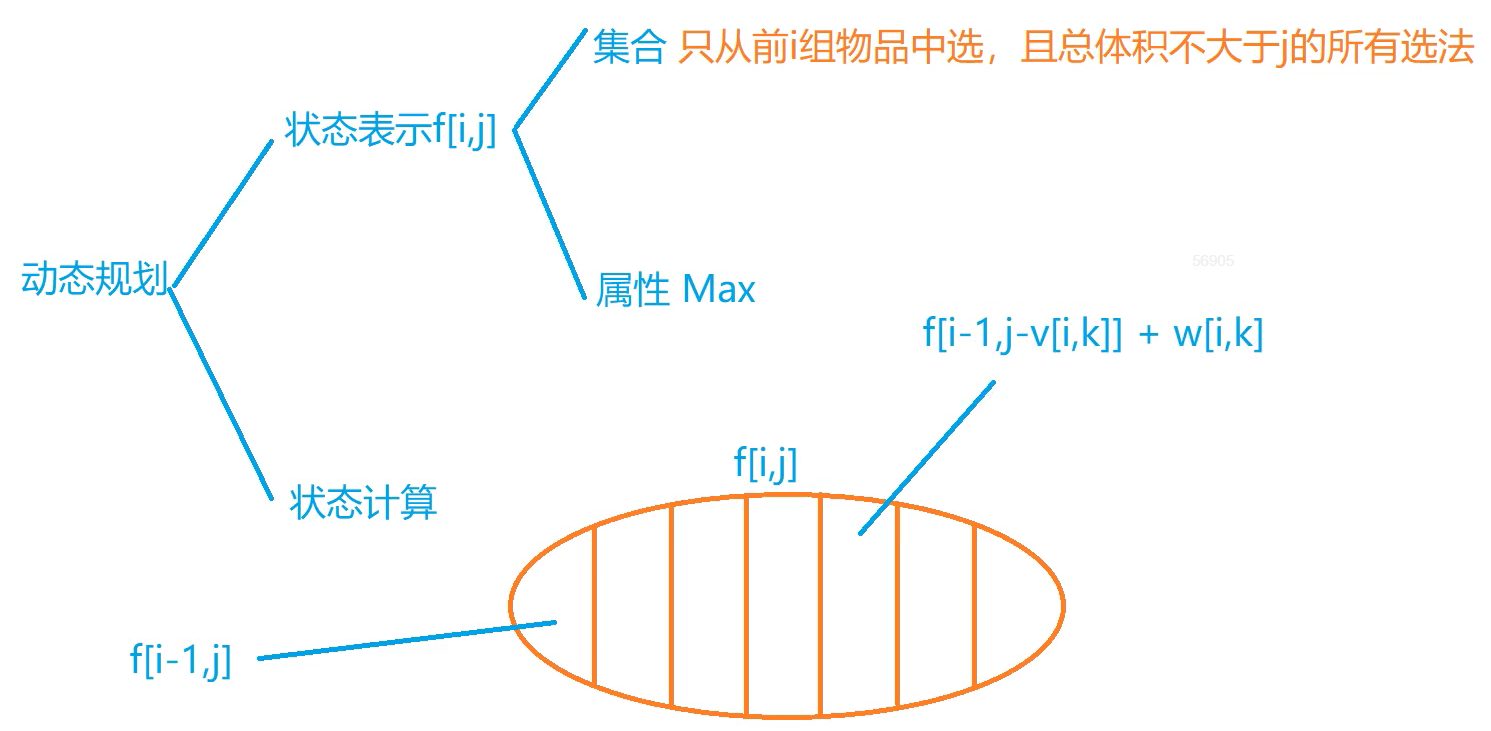 集合 只从前i组物品中选，且总体积不大于j的所有选法
状态表示f[i,j]
动态规划
属性 Max
56905
f[i-1,j-v[i,k]] + w[i,k]
f[i,j]
状态计算
f[i-1,j]